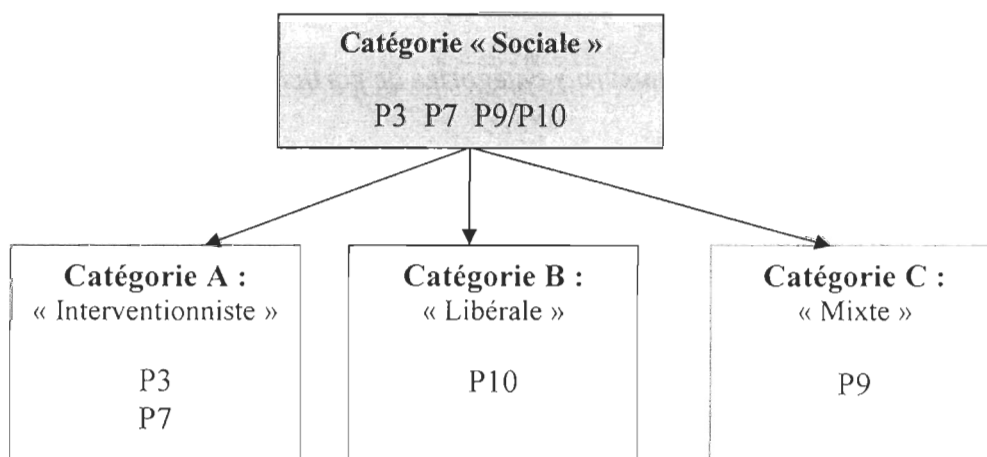 Catégorie « Sociale »
P3 P7 P9/P10
Catégorie A :
« Interventionniste »
P3
P7
Catégorie B :
« Libérale »
P10
Catégorie C :
« Mixte »
P9